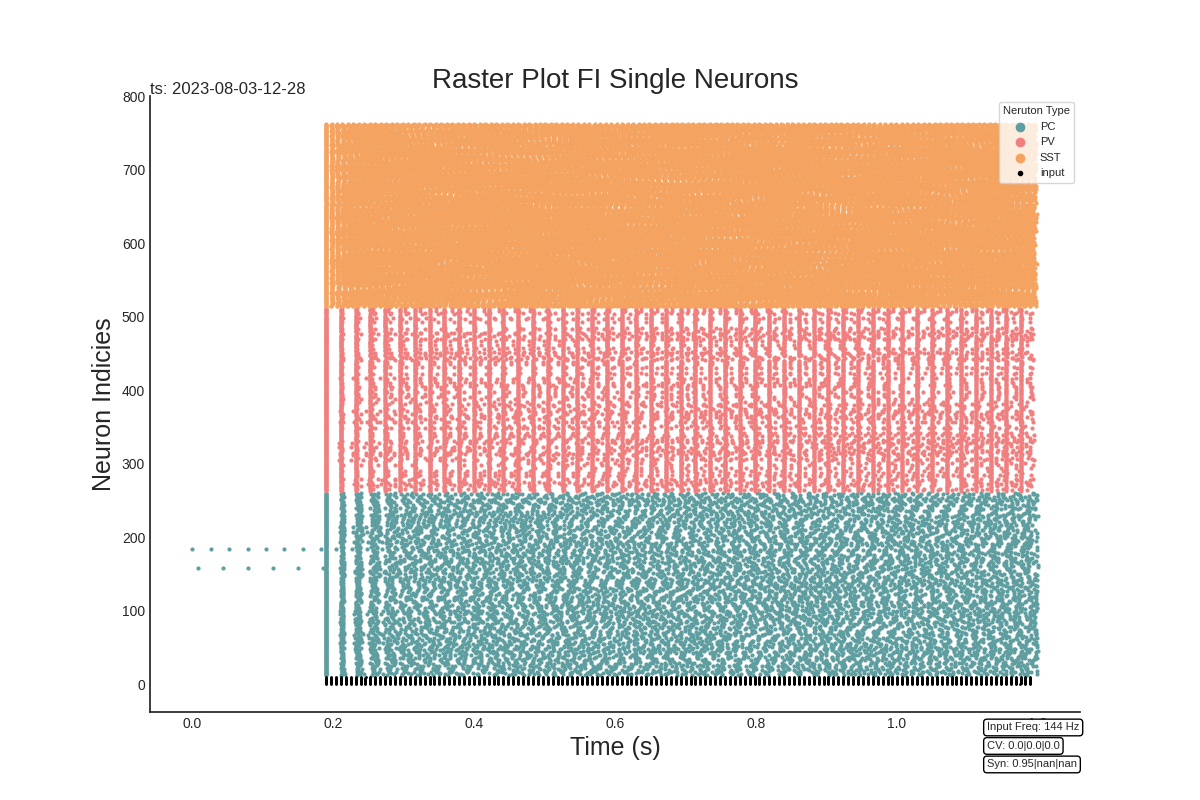 Raster Plot FI Single Neurons
ts: 2023-08-03-12-28
800
700
600
500
400
300
200
100
0
Neuron Indicies
Neruton Type
PC
PV
SST
input
0.0
0.2
0.4
0.6
0.8
1.0
Time (s)
Input Freq: 144 Hz
CV: 0.0|0.0|0.0
Syn: 0.95|nan|nan